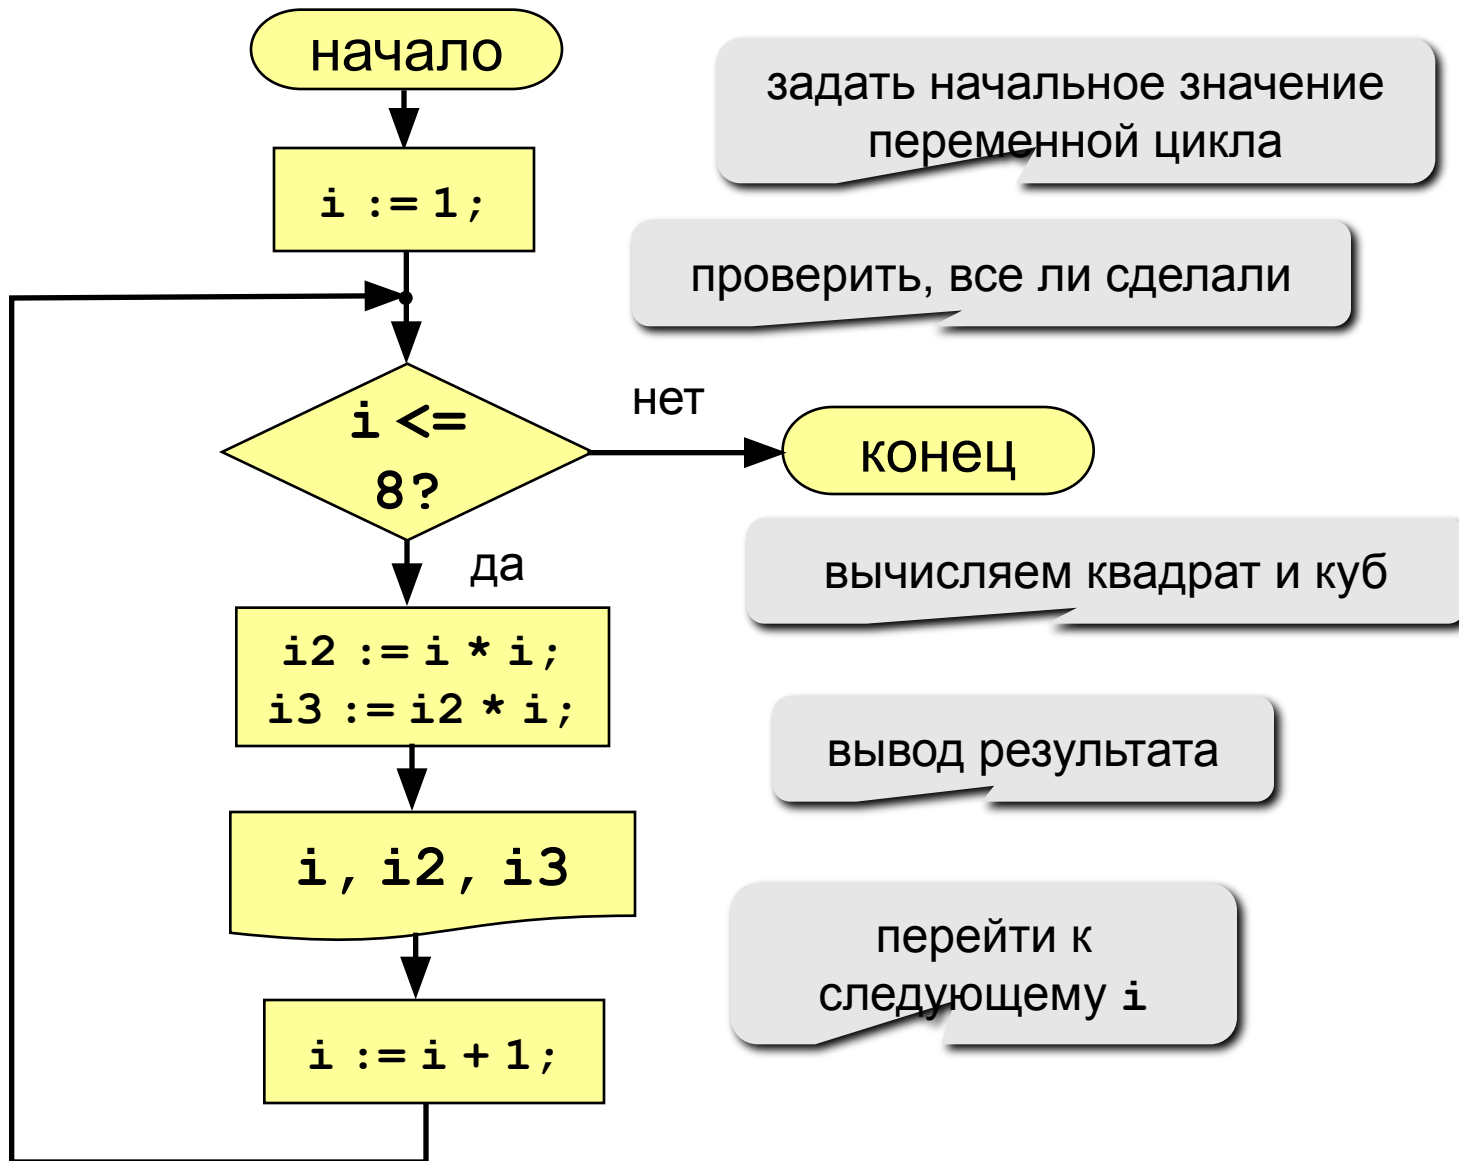 начало
задать начальное значение
переменной цикла
i := 1;
проверить, все ли сделали
i <=
8?
нет
конец
да
вычисляем квадрат и куб
i2 := i * i;
i3 := i2 * i;
вывод результата
i, i2, i3
перейти к
следующему i
i := i + 1;